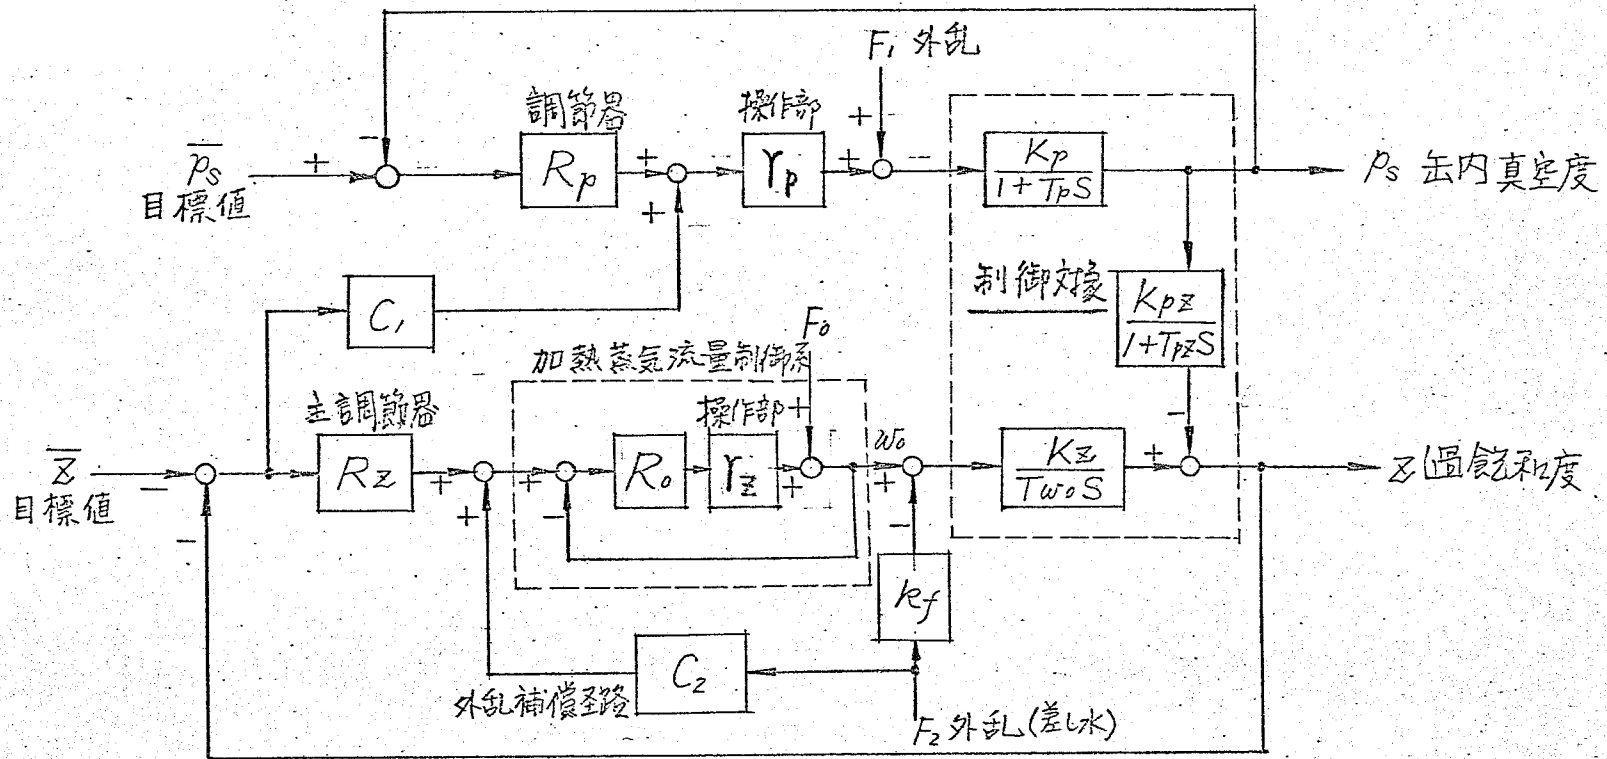 F₁ 外乱
調節器
操作部
p̅s
目標値
+
−
Rp
+
+
γp
+
+
Kp
1+TpS
ps 缶内真空度
制御対象
Kpz
1+TpzS
−
C₁
F₀
加熱蒸気流量制御系
主調節器
操作部
+
z̅
目標値
−
−
Rz
+
+
+
−
R₀
γz
+
w₀
+
−
Kz
Tw₀S
+
z 過飽和度
kf
C₂
外乱補償回路
F₂ 外乱(差し水)